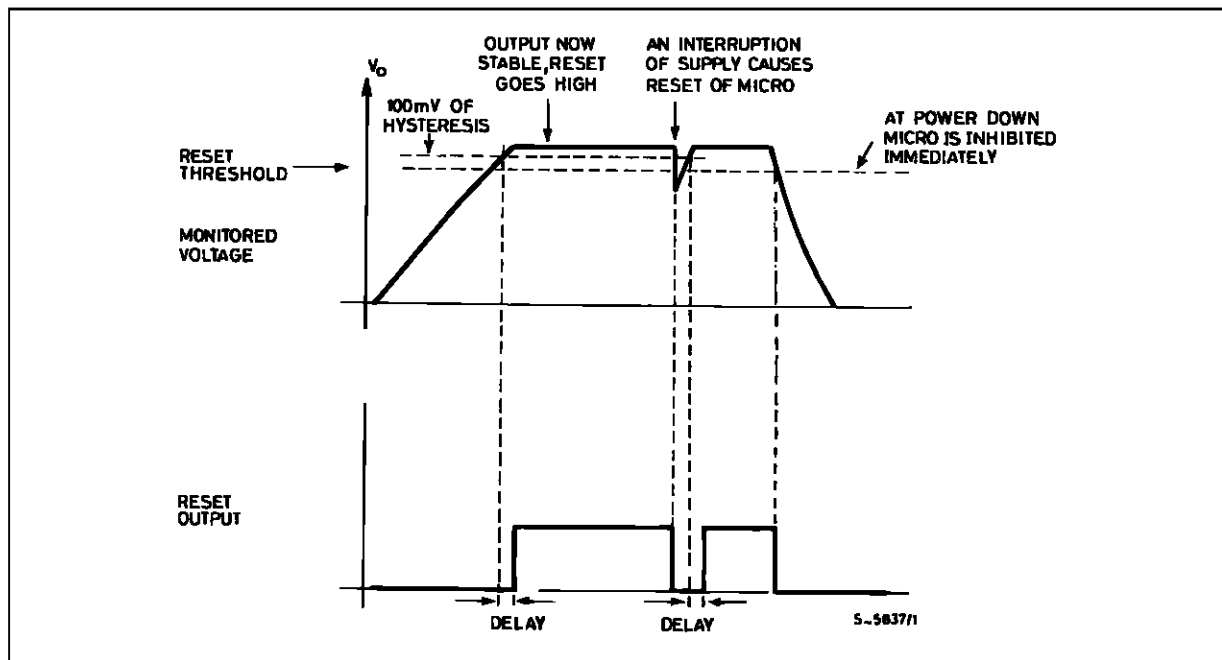 OUTPUT NOW
STABLE,RESET
GOES HIGH
AN INTERRUPTION
OF SUPPLY CAUSES
RESET OF MICRO
Vo
100mV OF
HYSTERESIS
AT POWER DOWN
MICRO IS INHIBITED
IMMEDIATELY
RESET
THRESHOLD
MONITORED
VOLTAGE
RESET
OUTPUT
DELAY
DELAY
S-5837/1